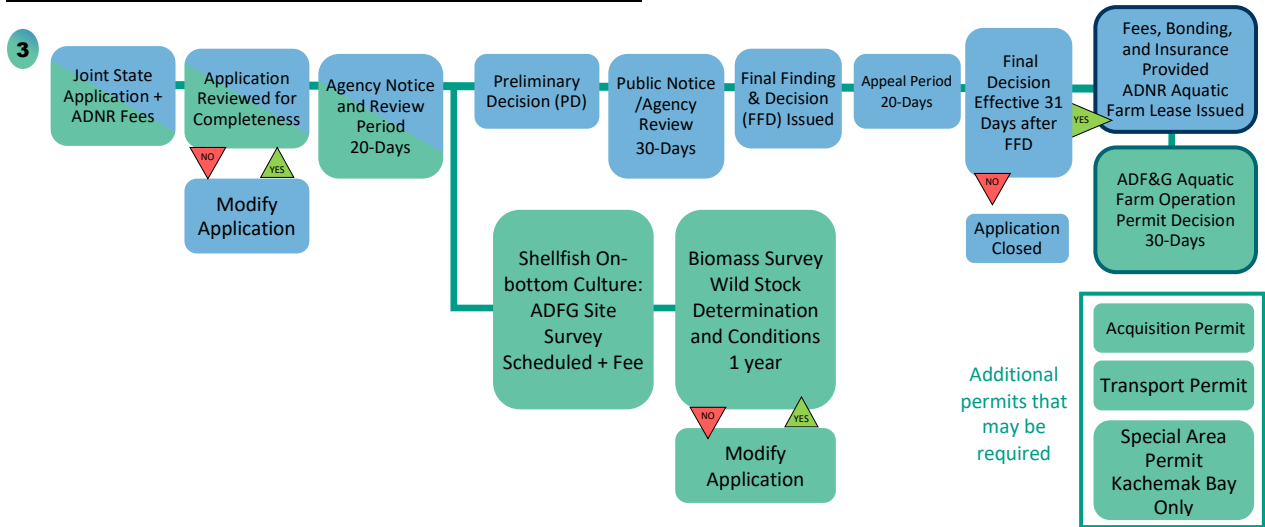 3
Joint State
Application +
ADNR Fees
Application
Reviewed for
Completeness
NO
YES
Modify
Application
Agency Notice
and Review
Period
20-Days
Preliminary
Decision (PD)
Public Notice
/Agency
Review
30-Days
Final Finding
& Decision
(FFD) Issued
Appeal Period
20-Days
Final
Decision
Effective 31
Days after
FFD
YES
NO
Application
Closed
Fees, Bonding,
and Insurance
Provided
ADNR Aquatic
Farm Lease Issued
ADF&G Aquatic
Farm Operation
Permit Decision
30-Days
Shellfish On-
bottom Culture:
ADFG Site
Survey
Scheduled + Fee
Biomass Survey
Wild Stock
Determination
and Conditions
1 year
NO
YES
Modify
Application
Additional
permits that
may be
required
Acquisition Permit
Transport Permit
Special Area
Permit
Kachemak Bay
Only